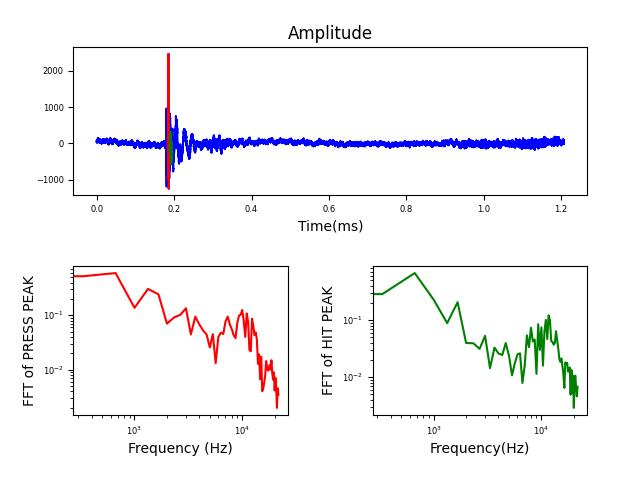 Amplitude
2000
1000
0
−1000
0.0 0.2 0.4 0.6 0.8 1.0 1.2
Time(ms)
FFT of PRESS PEAK
10⁻¹
10⁻²
10³ 10⁴
Frequency (Hz)
FFT of HIT PEAK
10⁻¹
10⁻²
10³ 10⁴
Frequency(Hz)